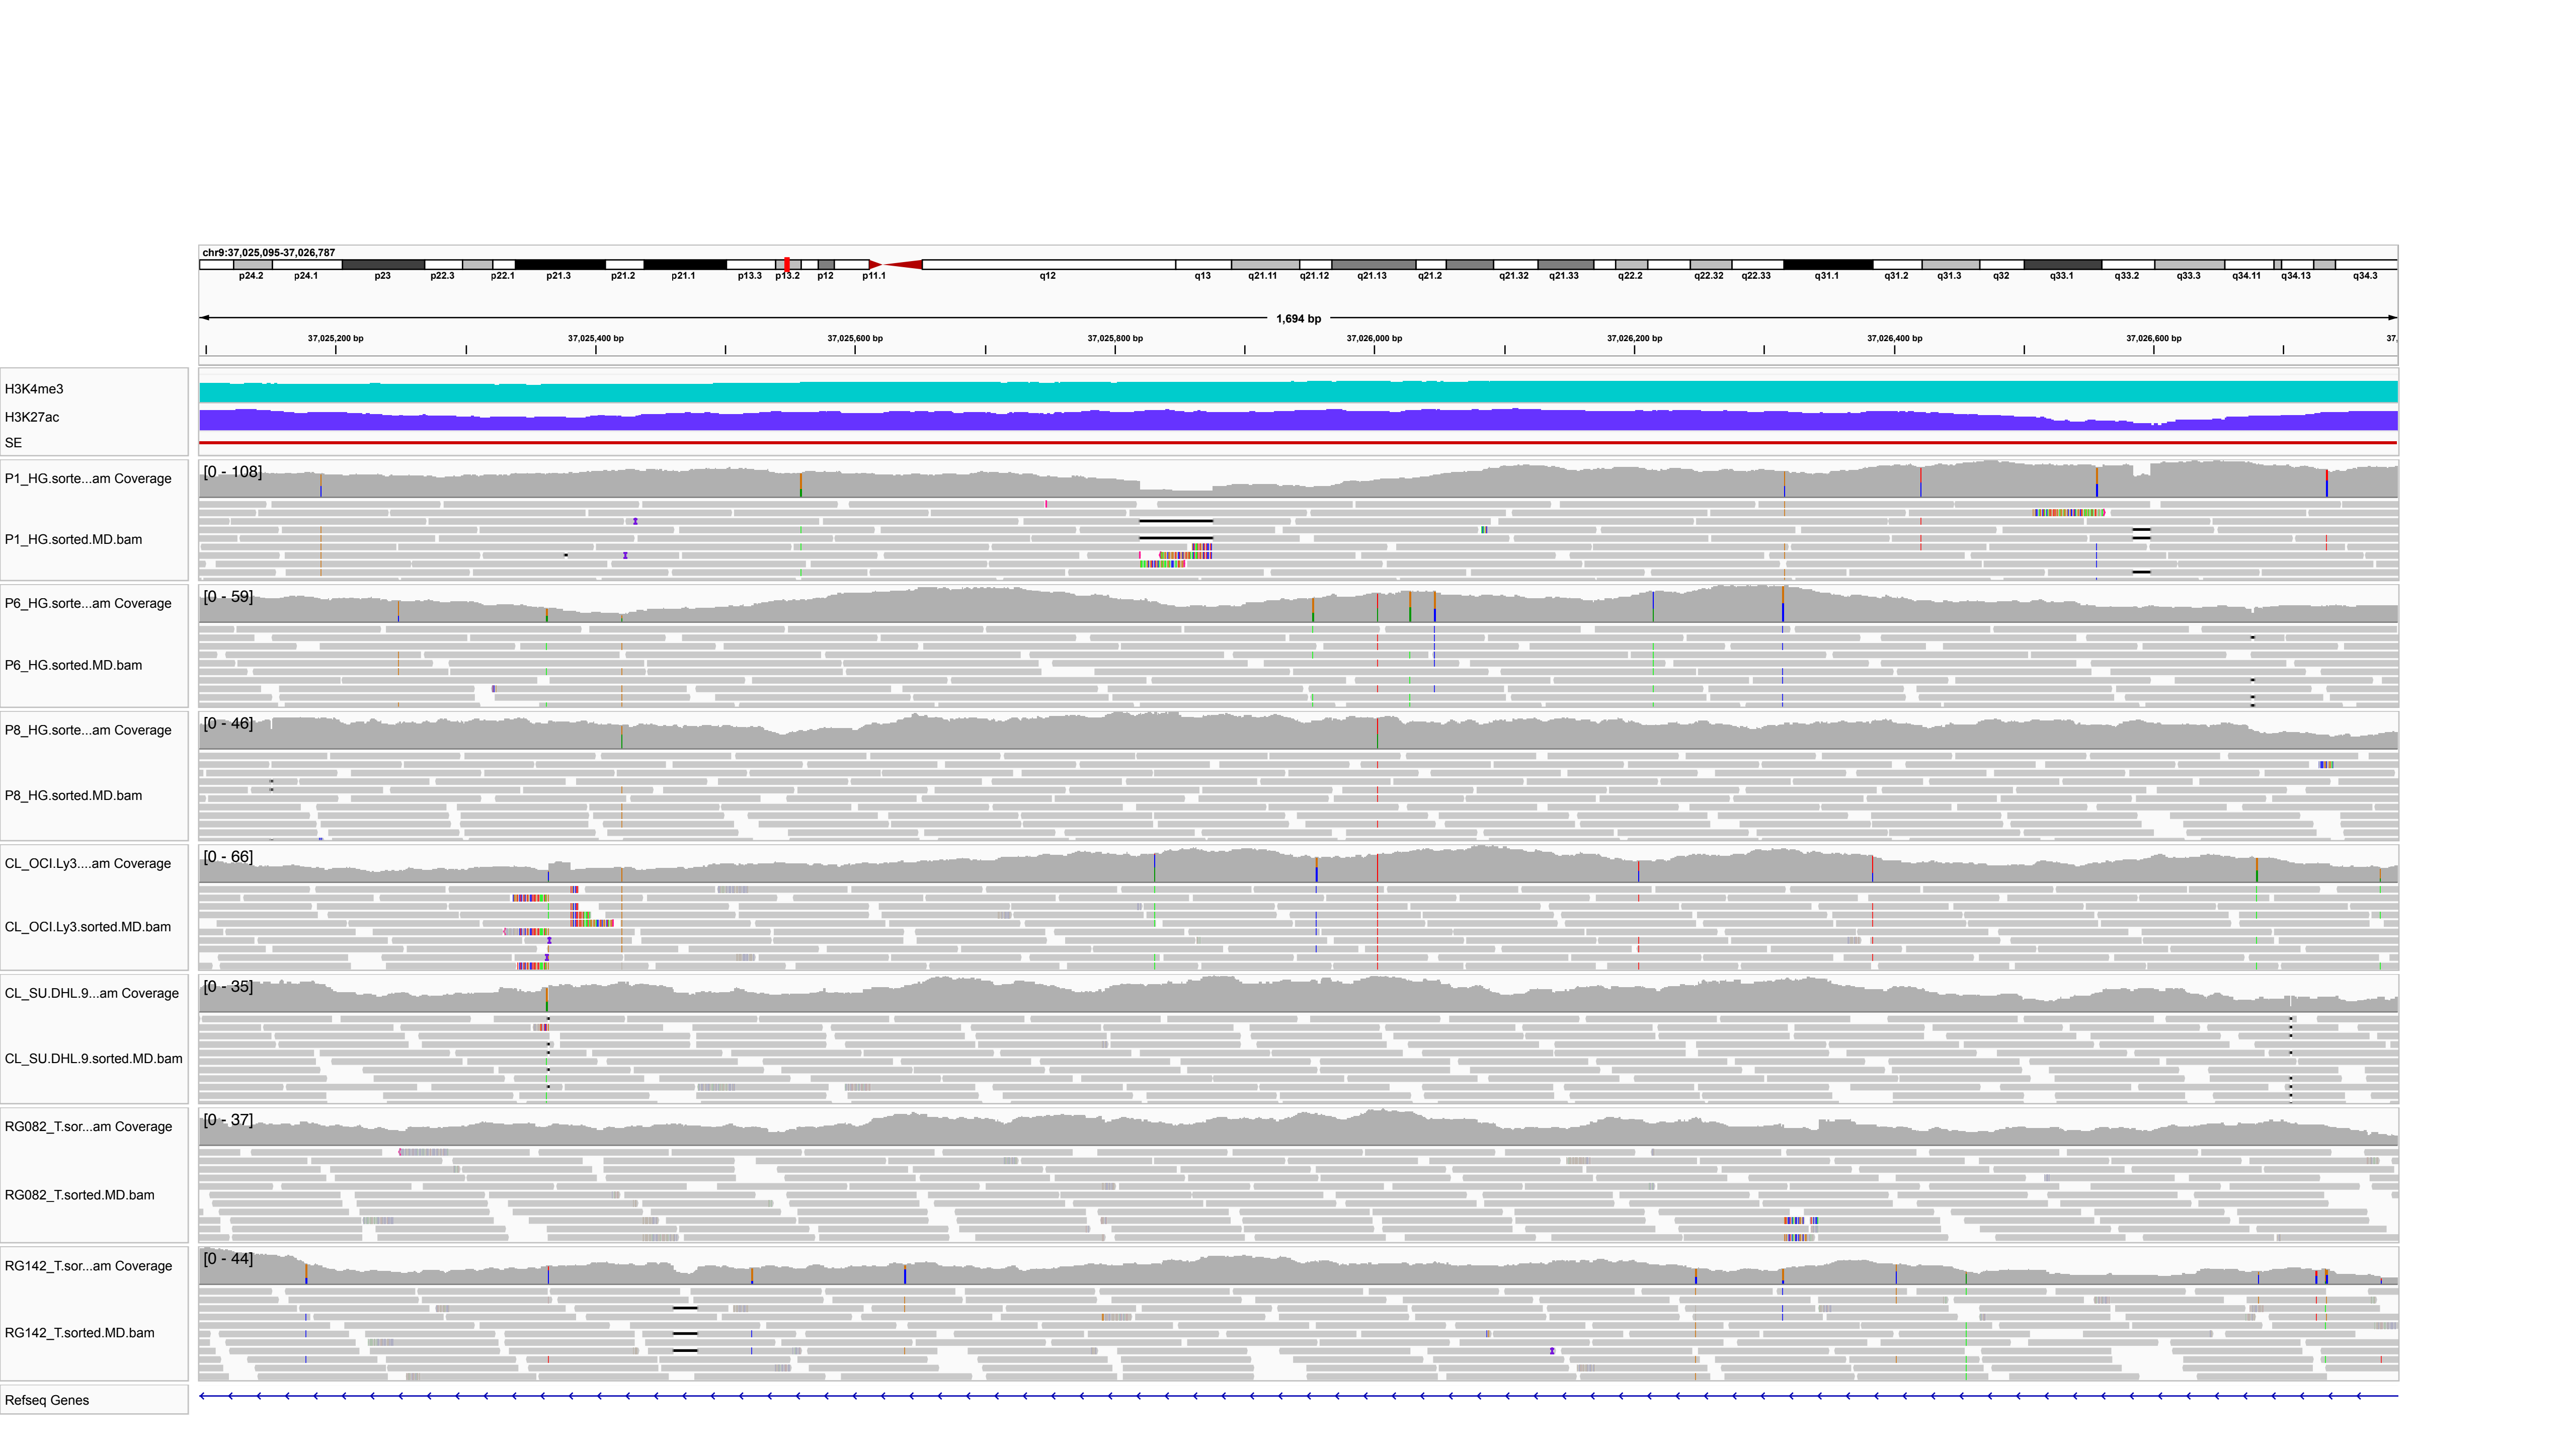 chr9:37,025,095-37,026,787
p24.2 p24.1 p23 p22.3 p22.1 p21.3 p21.2 p21.1 p13.3 p13.2 p12 p11.1 q12 q13 q21.11 q21.12 q21.13 q21.2 q21.32 q21.33 q22.2 q22.32 q22.33 q31.1 q31.2 q31.3 q32 q33.1 q33.2 q33.3 q34.11 q34.13 q34.3
1,694 bp
37,025,200 bp 37,025,400 bp 37,025,600 bp 37,025,800 bp 37,026,000 bp 37,026,200 bp 37,026,400 bp 37,026,600 bp 37,
H3K4me3
H3K27ac
SE
P1_HG.sorte...am Coverage [0 - 108]
P1_HG.sorted.MD.bam
P6_HG.sorte...am Coverage [0 - 59]
P6_HG.sorted.MD.bam
P8_HG.sorte...am Coverage [0 - 46]
P8_HG.sorted.MD.bam
CL_OCI.Ly3....am Coverage [0 - 66]
CL_OCI.Ly3.sorted.MD.bam
CL_SU.DHL.9...am Coverage [0 - 35]
CL_SU.DHL.9.sorted.MD.bam
RG082_T.sor...am Coverage [0 - 37]
RG082_T.sorted.MD.bam
RG142_T.sor...am Coverage [0 - 44]
RG142_T.sorted.MD.bam
Refseq Genes